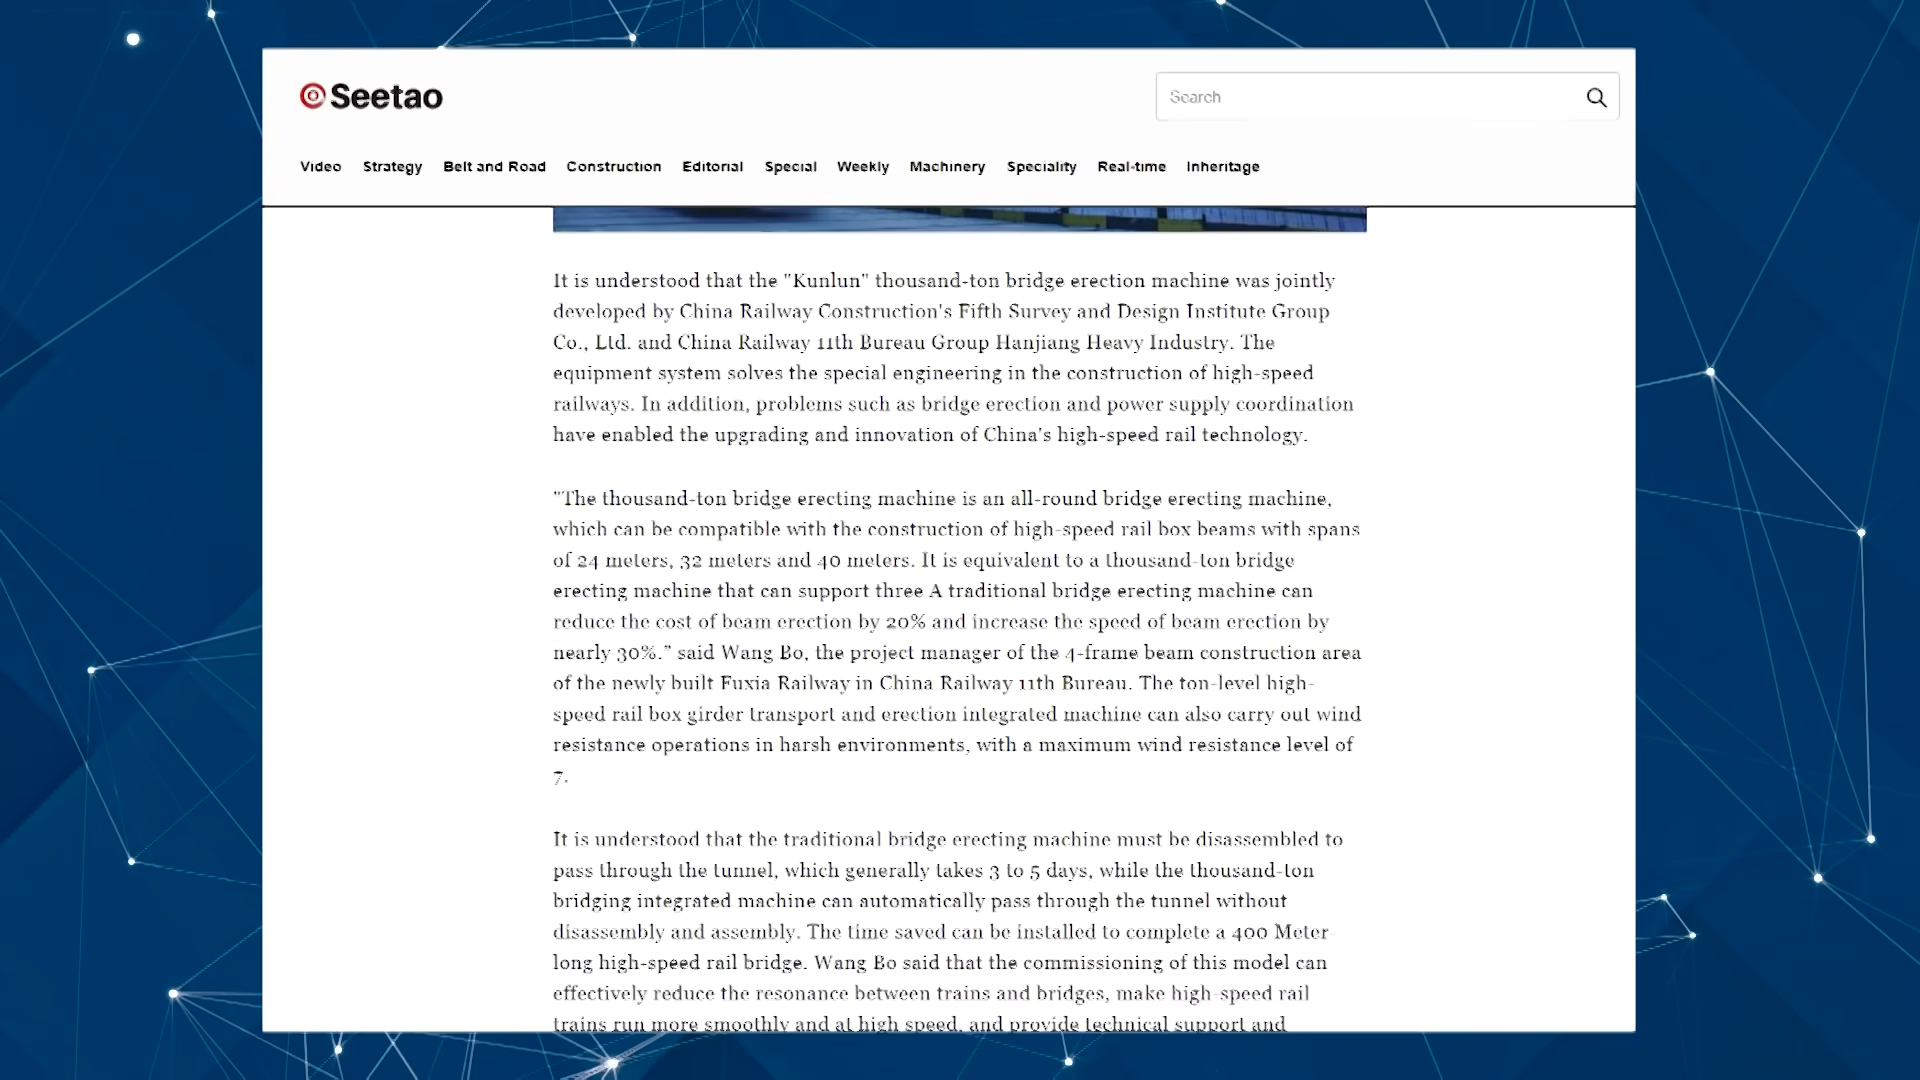 Seetao
Search
Video Strategy Belt and Road Construction Editorial Special Weekly Machinery Speciality Real-time Inheritage
It is understood that the "Kunlun" thousand-ton bridge erection machine was jointly
developed by China Railway Construction's Fifth Survey and Design Institute Group
Co., Ltd. and China Railway 11th Bureau Group Hanjiang Heavy Industry. The
equipment system solves the special engineering in the construction of high-speed
railways. In addition, problems such as bridge erection and power supply coordination
have enabled the upgrading and innovation of China's high-speed rail technology.
"The thousand-ton bridge erecting machine is an all-round bridge erecting machine,
which can be compatible with the construction of high-speed rail box beams with spans
of 24 meters, 32 meters and 40 meters. It is equivalent to a thousand-ton bridge
erecting machine that can support three A traditional bridge erecting machine can
reduce the cost of beam erection by 20% and increase the speed of beam erection by
nearly 30%.” said Wang Bo, the project manager of the 4-frame beam construction area
of the newly built Fuxia Railway in China Railway 11th Bureau. The ton-level high-
speed rail box girder transport and erection integrated machine can also carry out wind
resistance operations in harsh environments, with a maximum wind resistance level of
7.
It is understood that the traditional bridge erecting machine must be disassembled to
pass through the tunnel, which generally takes 3 to 5 days, while the thousand-ton
bridging integrated machine can automatically pass through the tunnel without
disassembly and assembly. The time saved can be installed to complete a 400 Meter-
long high-speed rail bridge. Wang Bo said that the commissioning of this model can
effectively reduce the resonance between trains and bridges, make high-speed rail
trains run more smoothly and at high speed, and provide technical support and